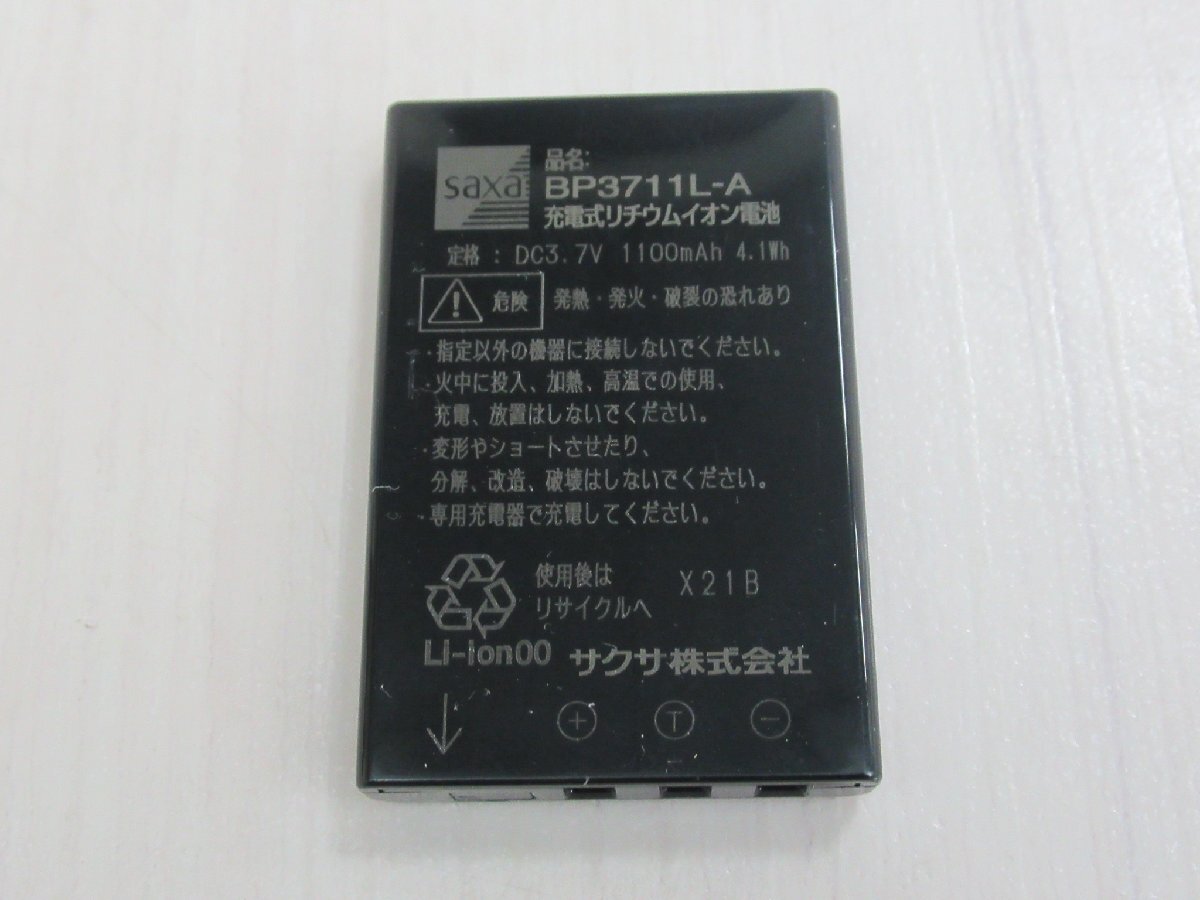 saxa
品名:
BP3711L-A
充電式リチウムイオン電池
定格 : DC3.7V 1100mAh 4.1Wh
危険 発熱・発火・破裂の恐れあり
・指定以外の機器に接続しないでください。
・火中に投入、加熱、高温での使用、
充電、放置はしないでください。
・変形やショートさせたり、
分解、改造、破壊はしないでください。
・専用充電器で充電してください。
使用後は
リサイクルへ
X21B
Li-ion00
サクサ株式会社
+ T -